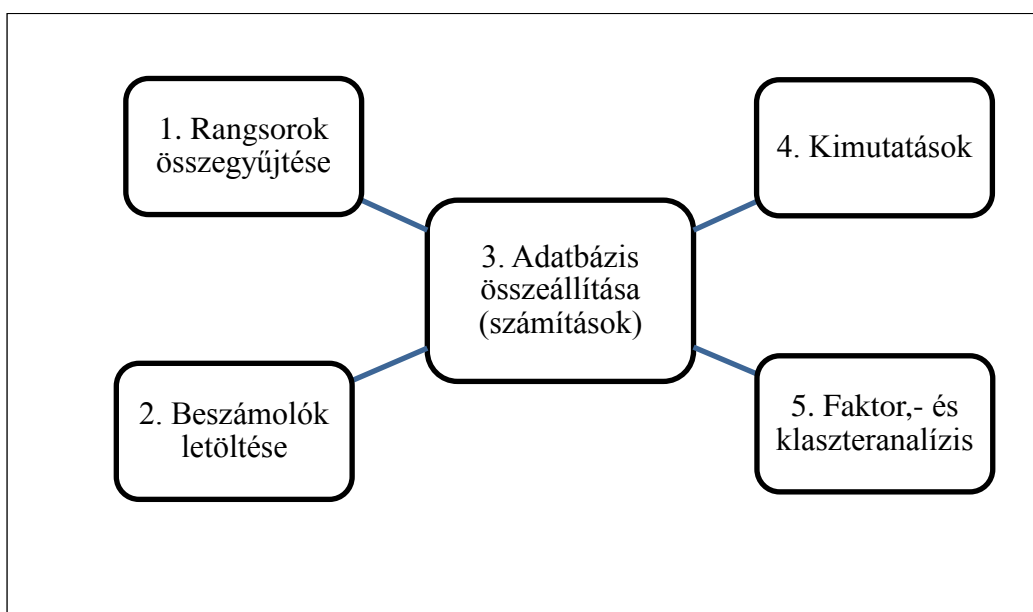 1. Rangsorok
összegyűjtése
2. Beszámolók
letöltése
3. Adatbázis
összeállítása
(számítások)
4. Kimutatások
5. Faktor,- és
klaszteranalízis